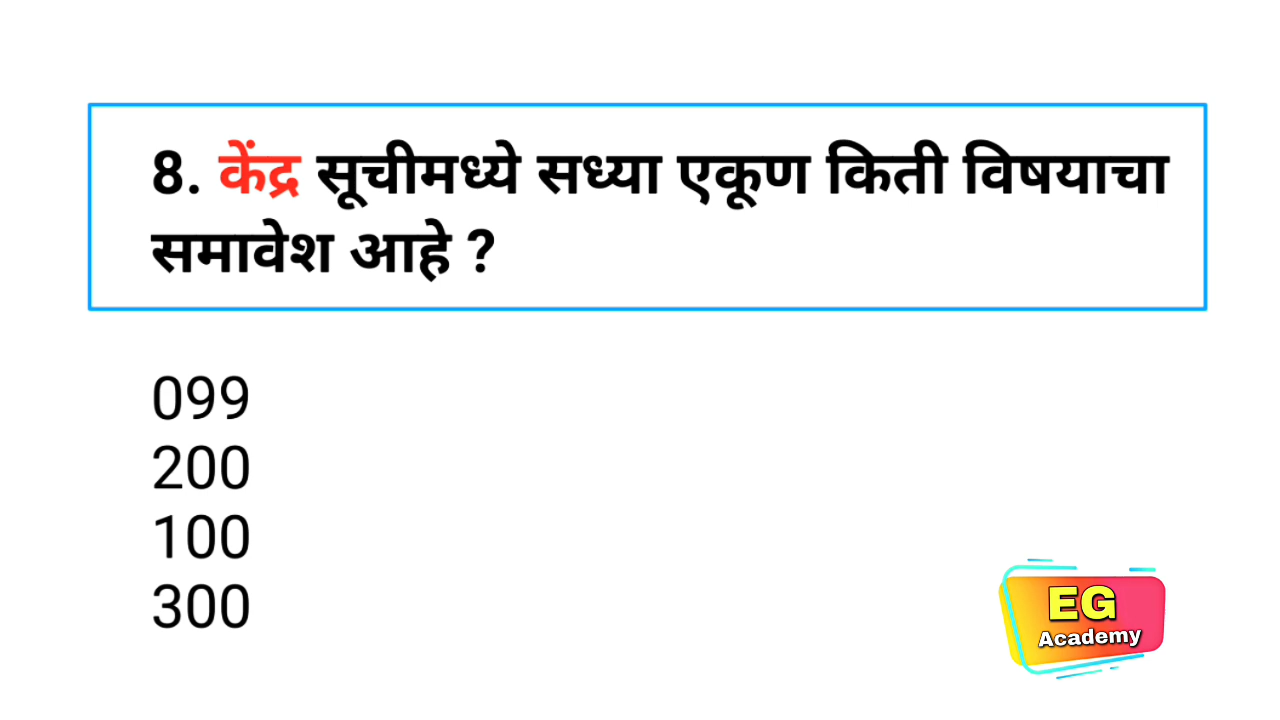 8. केंद्र सूचीमध्ये सध्या एकूण किती विषयाचा
समावेश आहे ?
099
200
100
300
EG
Academy